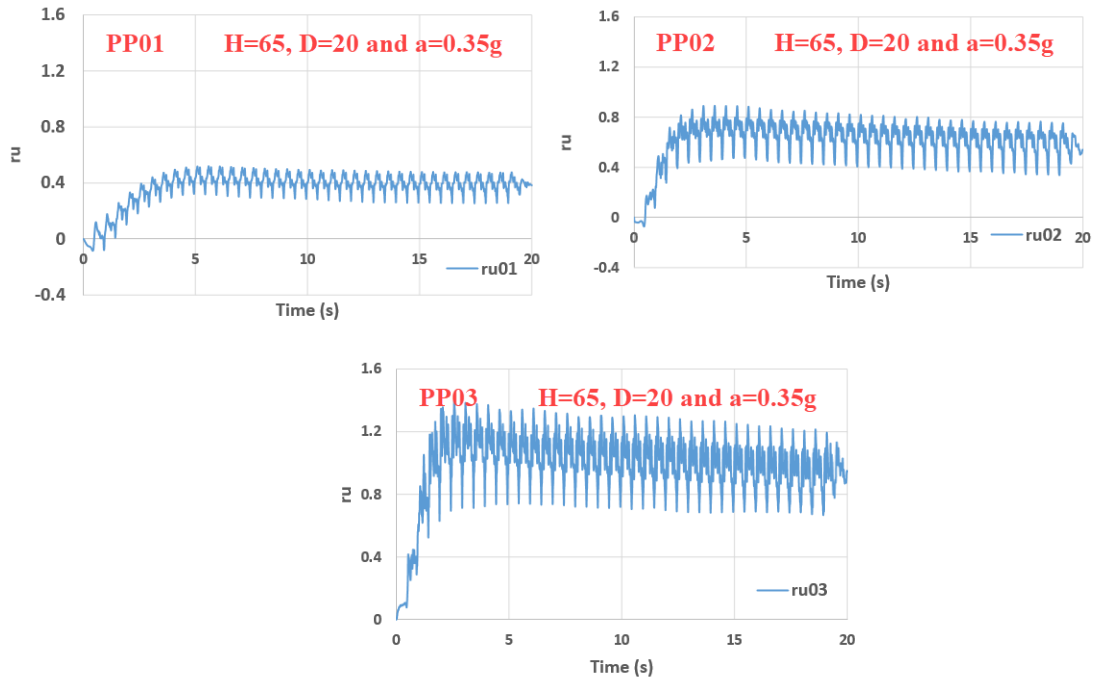 PP01 H=65, D=20 and a=0.35g
1.6
1.2
0.8
0.4
0
-0.4
ru
0 5 10 15 20
ru01
Time (s)
PP02 H=65, D=20 and a=0.35g
1.6
1.2
0.8
0.4
0
-0.4
ru
0 5 10 15 20
ru02
Time (s)
PP03 H=65, D=20 and a=0.35g
1.6
1.2
0.8
0.4
0
ru
ru03
0 5 10 15 20
Time (s)